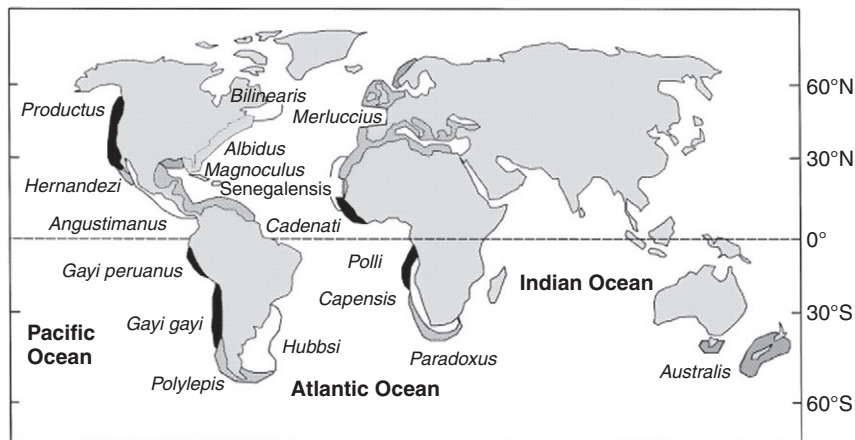 60°N
Productus
Bilinearis
Merluccius
Albidus
30°N
Magnoculus
Hernandezi
Senegalensis
Angustimanus
Cadenati
0°
Gayi peruanus
Polli
Indian Ocean
Capensis
30°S
Gayi gayi
Pacific
Ocean
Hubbsi
Paradoxus
Australis
Polylepis
Atlantic Ocean
60°S